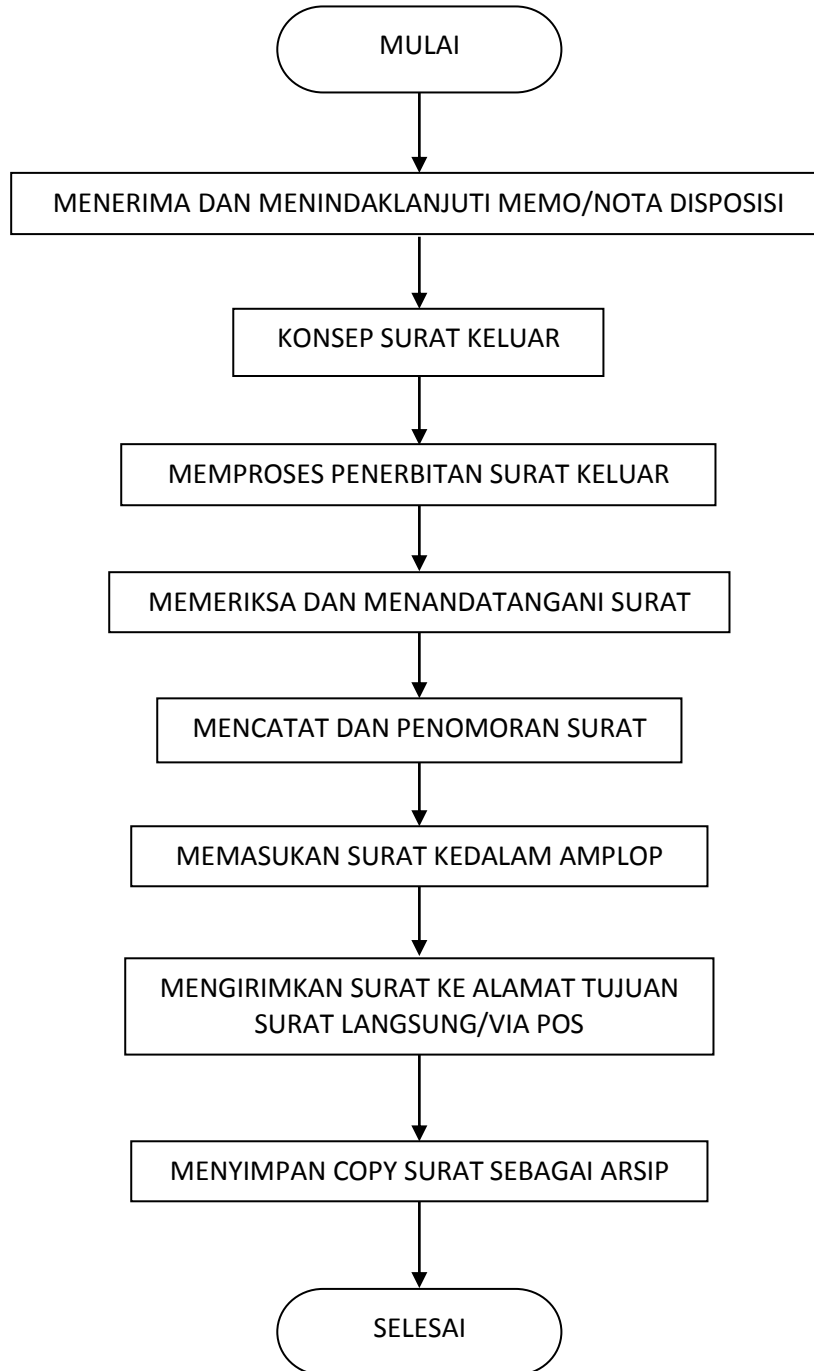 MULAI
MENERIMA DAN MENINDAKLANJUTI MEMO/NOTA DISPOSISI
KONSEP SURAT KELUAR
MEMPROSES PENERBITAN SURAT KELUAR
MEMERIKSA DAN MENANDATANGANI SURAT
MENCATAT DAN PENOMORAN SURAT
MEMASUKAN SURAT KEDALAM AMPLOP
MENGIRIMKAN SURAT KE ALAMAT TUJUAN
SURAT LANGSUNG/VIA POS
MENYIMPAN COPY SURAT SEBAGAI ARSIP
SELESAI